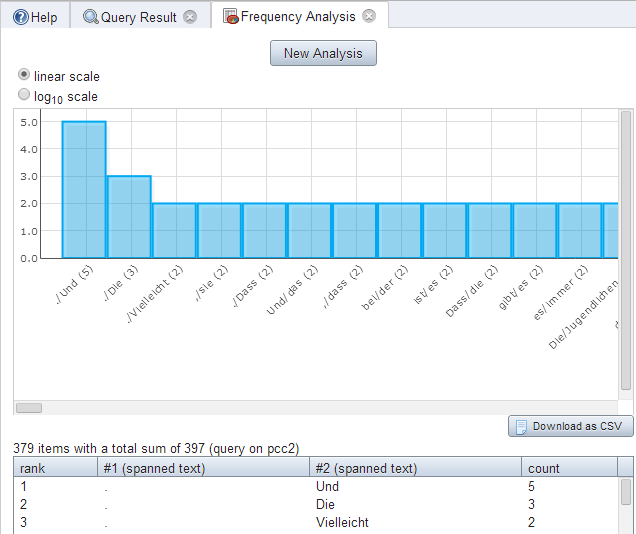 Help Query Result Frequency Analysis
New Analysis
linear scale
log10 scale
5.0
4.0
3.0
2.0
1.0
0.0
./Und (5)
./Die (3)
./Vielleicht (2)
,/sie (2)
./Dass (2)
Und/das (2)
,/dass (2)
bei/der (2)
ist/es (2)
Dass/die (2)
gibt/es (2)
es/immer (2)
Die/Jugendlichen
Download as CSV
379 items with a total sum of 397 (query on pcc2)
rank #1 (spanned text) #2 (spanned text) count
1 . Und 5
2 . Die 3
3 . Vielleicht 2